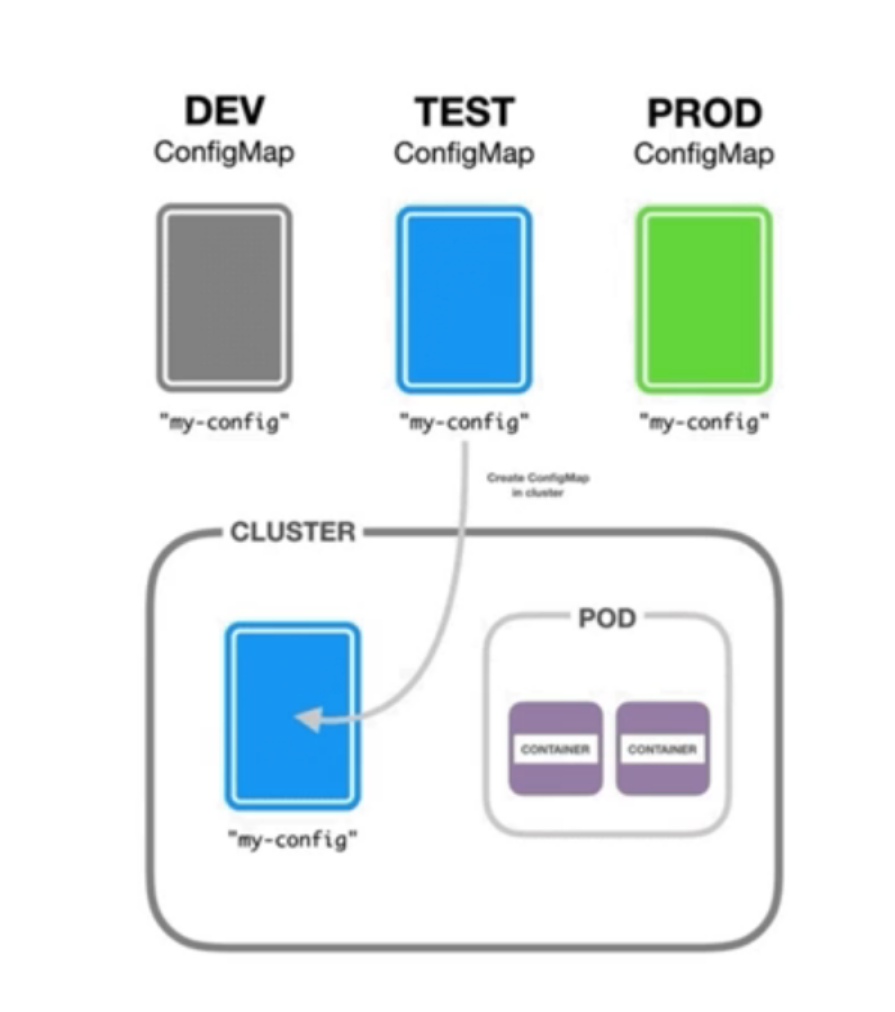 DEV
ConfigMap
TEST
ConfigMap
PROD
ConfigMap
"my-config"
"my-config"
"my-config"
Create ConfigMap
in cluster
CLUSTER
POD
CONTAINER
CONTAINER
"my-config"